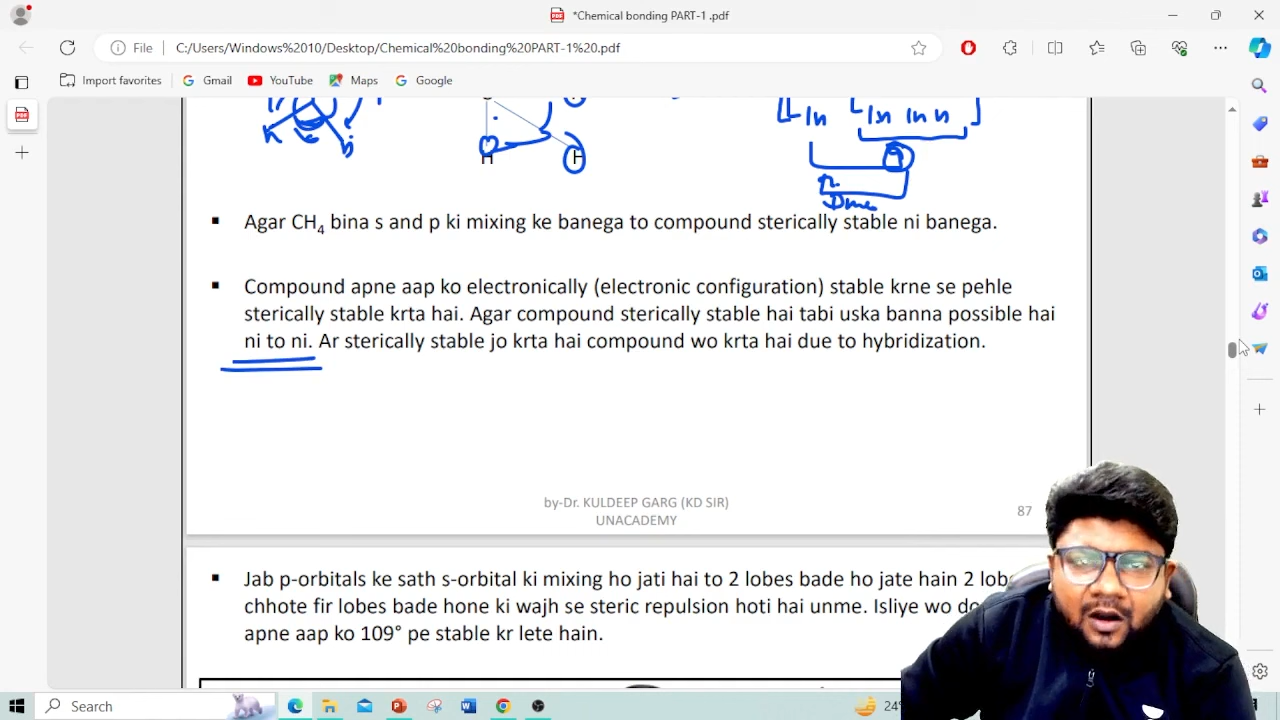 *Chemical bonding PART-1 .pdf
File
C:/Users/Windows%2010/Desktop/Chemical%20bonding%20PART-1%20.pdf
Import favorites
Gmail
YouTube
Maps
Google
H
H
1s
1s 1s 1s
▪ Agar CH4 bina s and p ki mixing ke banega to compound sterically stable ni banega.
▪ Compound apne aap ko electronically (electronic configuration) stable krne se pehle
sterically stable krta hai. Agar compound sterically stable hai tabi uska banna possible hai
ni to ni. Ar sterically stable jo krta hai compound wo krta hai due to hybridization.
by-Dr. KULDEEP GARG (KD SIR)
UNACADEMY
87
▪ Jab p-orbitals ke sath s-orbital ki mixing ho jati hai to 2 lobes bade ho jate hain 2
chhote fir lobes bade hone ki wajh se steric repulsion hoti hai unme. Isliye wo
apne aap ko 109° pe stable kr lete hain.
Search
24°